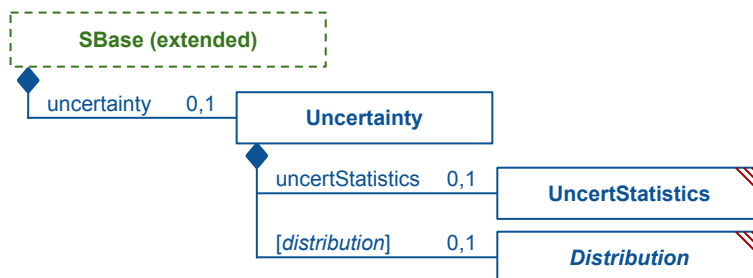 SBase (extended)
uncertainty 0,1
Uncertainty
uncertStatistics 0,1
UncertStatistics
[distribution] 0,1
Distribution